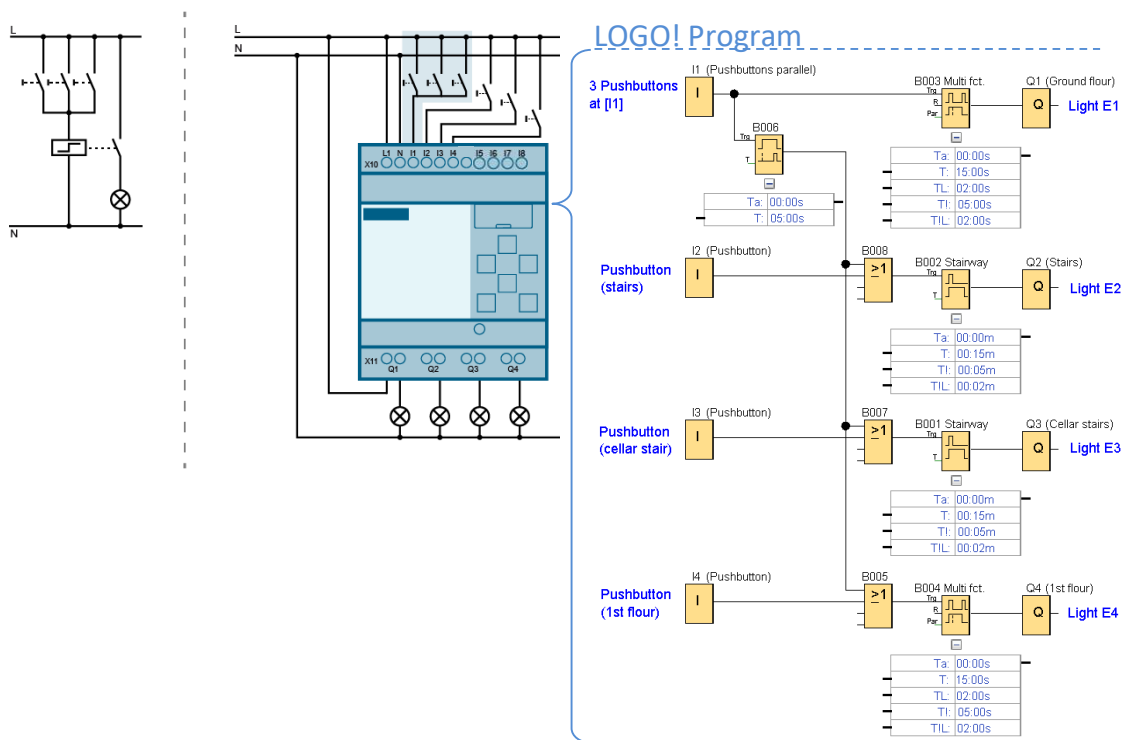 L
N
L
N
X10 L1 N I1 I2 I3 I4 I5 I6 I7 I8
X11 Q1 Q2 Q3 Q4
LOGO! Program
3 Pushbuttons
at [I1]
I1 (Pushbuttons parallel)
I
B003 Multi fct.
Trg
R
Par
Q1 (Ground flour)
Q
Light E1
B006
Trg
T
Ta: 00:00s
T: 05:00s
Ta: 00:00s
T: 15:00s
TL: 02:00s
T!: 05:00s
T!L: 02:00s
Pushbutton
(stairs)
I2 (Pushbutton)
I
B008
>1
B002 Stairway
Trg
T
Q2 (Stairs)
Q
Light E2
Ta: 00:00m
T: 00:15m
T!: 00:05m
T!L: 00:02m
Pushbutton
(cellar stair)
I3 (Pushbutton)
I
B007
>1
B001 Stairway
Trg
T
Q3 (Cellar stairs)
Q
Light E3
Ta: 00:00m
T: 00:15m
T!: 00:05m
T!L: 00:02m
Pushbutton
(1st flour)
I4 (Pushbutton)
I
B005
>1
B004 Multi fct.
Trg
R
Par
Q4 (1st flour)
Q
Light E4
Ta: 00:00s
T: 15:00s
TL: 02:00s
T!: 05:00s
T!L: 02:00s